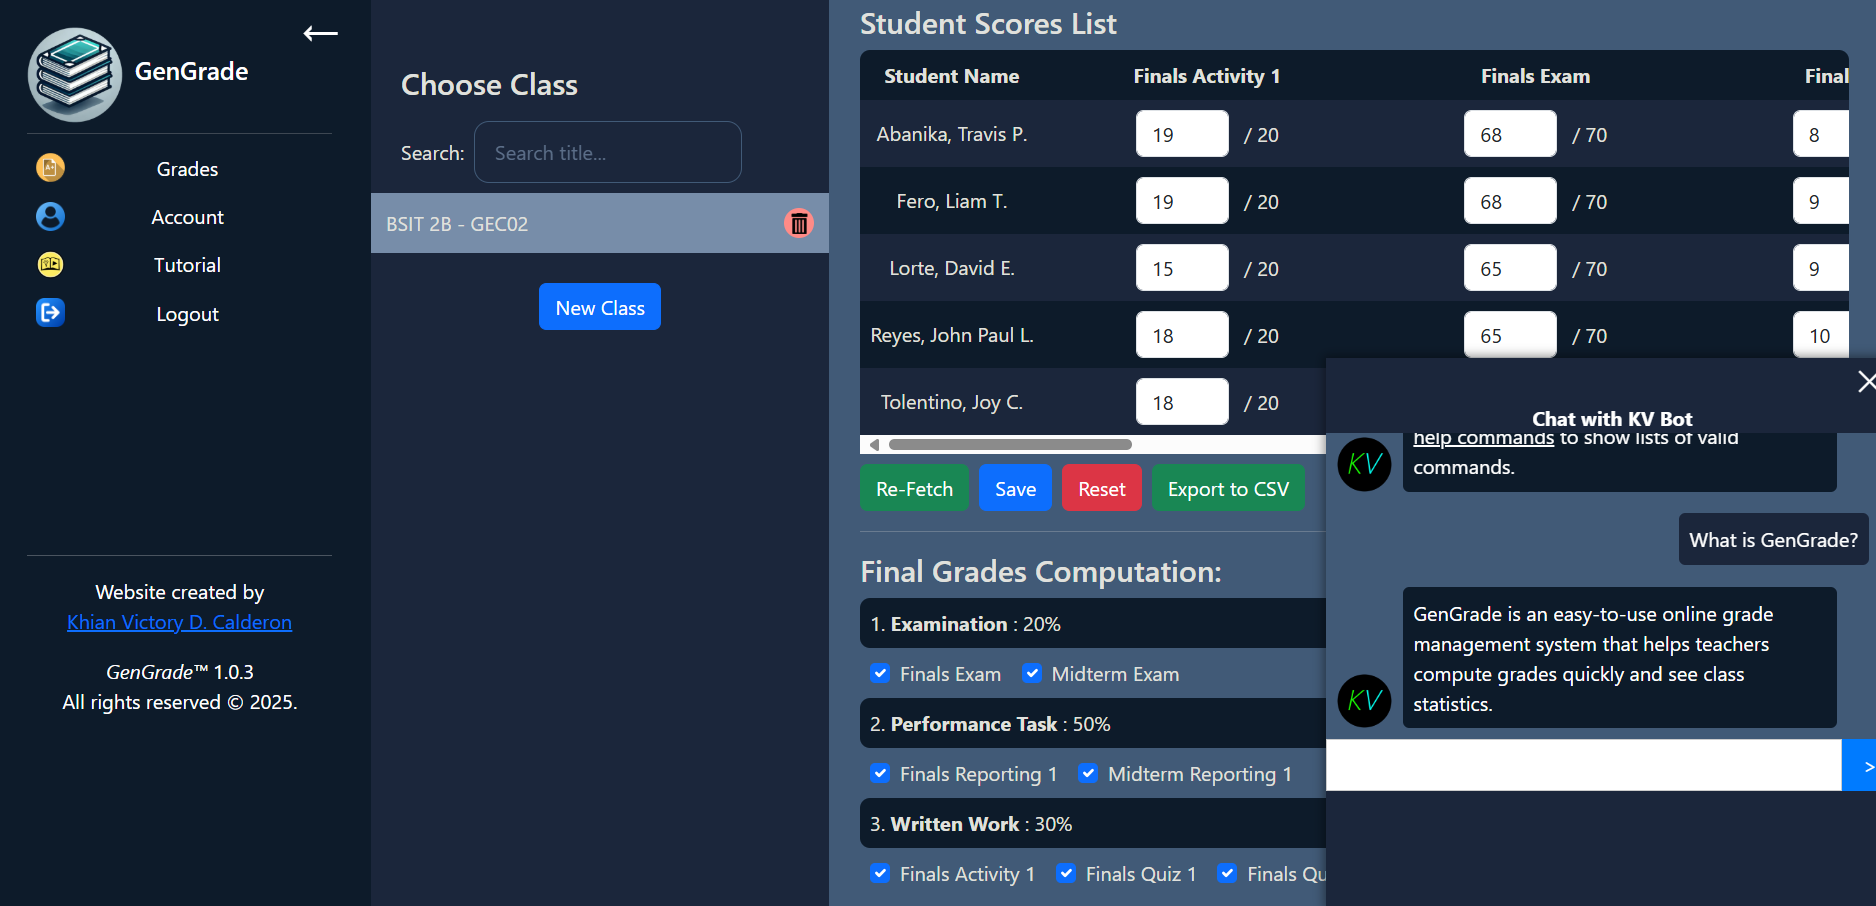 GenGrade
Grades
Account
Tutorial
Logout
Website created by
Khian Victory D. Calderon
GenGrade™ 1.0.3
All rights reserved © 2025.
Choose Class
Search: Search title...
BSIT 2B - GEC02
New Class
Student Scores List
Student Name Finals Activity 1 Finals Exam Final
Abanika, Travis P. 19 / 20 68 / 70 8
Fero, Liam T. 19 / 20 68 / 70 9
Lorte, David E. 15 / 20 65 / 70 9
Reyes, John Paul L. 18 / 20 65 / 70 10
Tolentino, Joy C. 18 / 20
Re-Fetch Save Reset Export to CSV
Final Grades Computation:
1. Examination : 20%
Finals Exam Midterm Exam
2. Performance Task : 50%
Finals Reporting 1 Midterm Reporting 1
3. Written Work : 30%
Finals Activity 1 Finals Quiz 1 Finals Qu
Chat with KV Bot
help commands to show lists of valid
commands.
KV
What is GenGrade?
GenGrade is an easy-to-use online grade
management system that helps teachers
compute grades quickly and see class
statistics.
KV
>